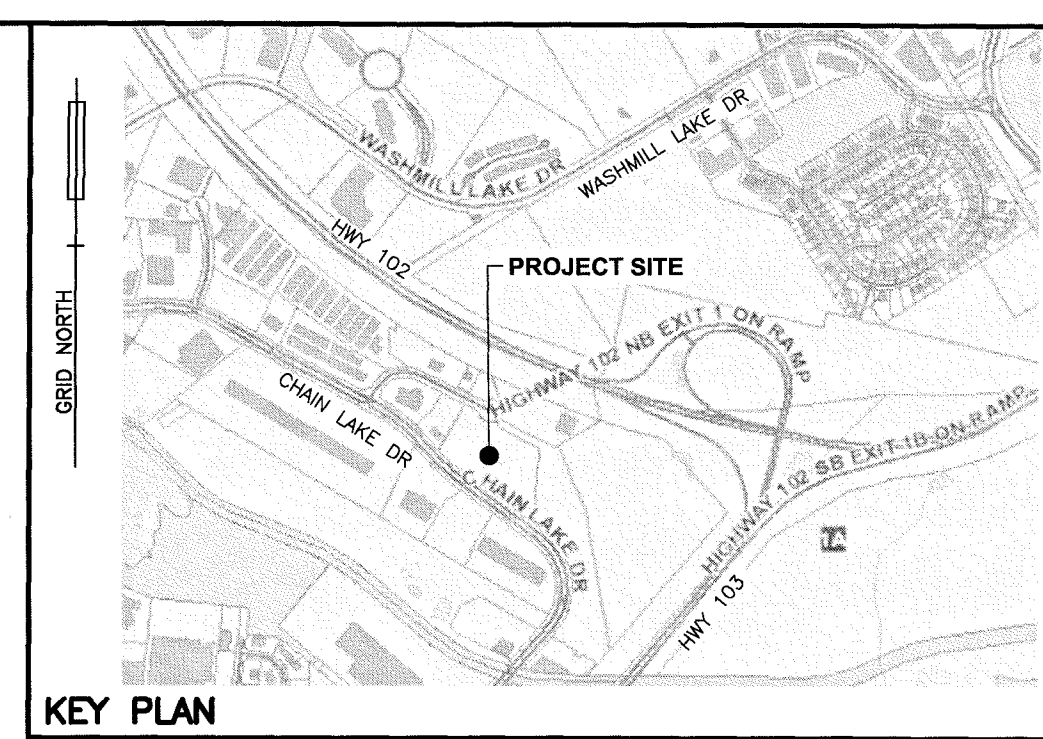 WASHMILL LAKE DR
WASHMILL LAKE DR
HWY 102
PROJECT SITE
GRID NORTH
HIGHWAY 102 NB EXIT 1 ON RAMP
CHAIN LAKE DR
CHAIN LAKE DR
HIGHWAY 102 SB EXIT 1B ON RAMP
HWY 103
KEY PLAN